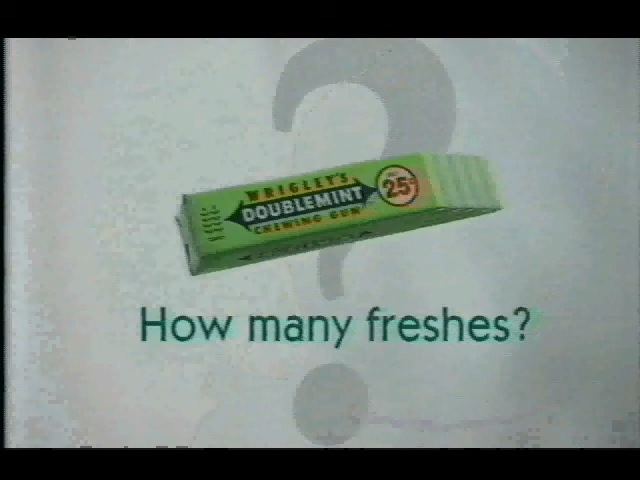 WRIGLEY'S
DOUBLEMINT
CHEWING GUM
25¢
How many freshes?